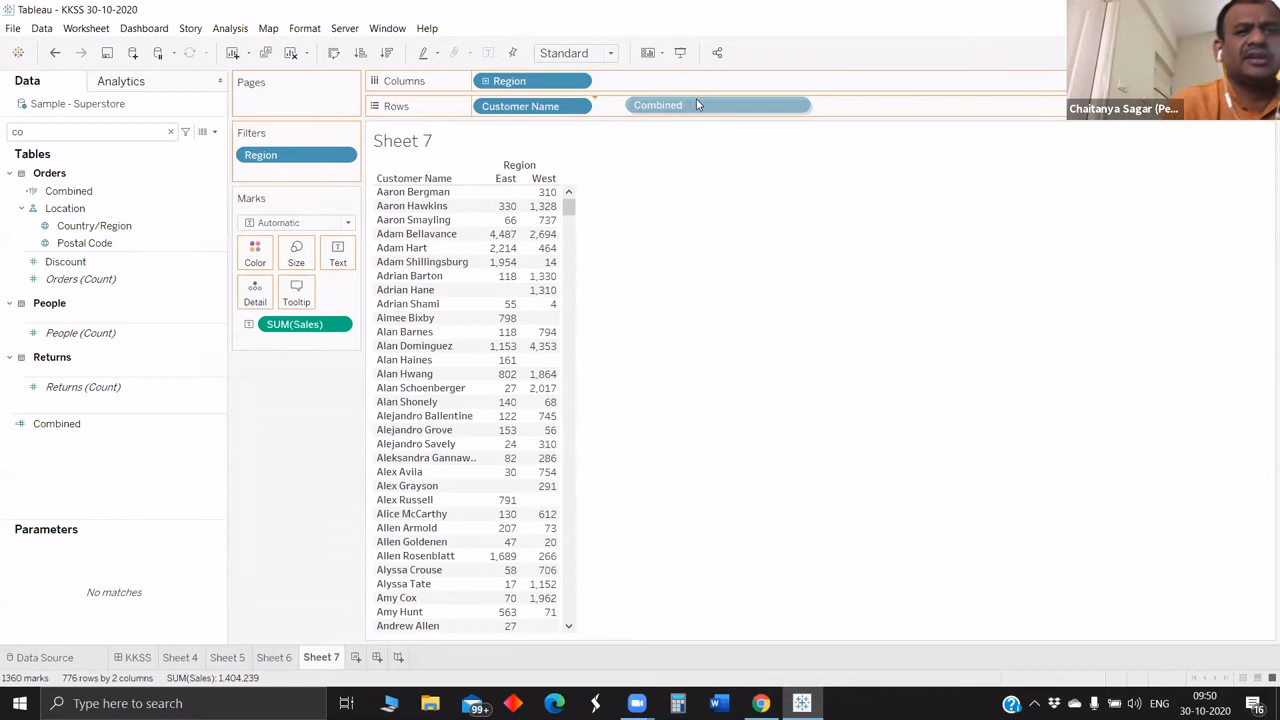 Tableau - KKSS 30-10-2020
File Data Worksheet Dashboard Story Analysis Map Format Server Window Help
Standard
Data Analytics
Sample - Superstore
co
Tables
Orders
Combined
Location
Country/Region
Postal Code
Discount
Orders (Count)
People
People (Count)
Returns
Returns (Count)
Combined
Parameters
No matches
Pages
Filters
Region
Marks
Automatic
Color Size Text
Detail Tooltip
SUM(Sales)
Columns Region
Rows Customer Name Combined
Chaitanya Sagar (Pe...
Sheet 7
Region
Customer Name East West
Aaron Bergman 310
Aaron Hawkins 330 1,328
Aaron Smayling 66 737
Adam Bellavance 4,487 2,694
Adam Hart 2,214 464
Adam Shillingsburg 1,954 14
Adrian Barton 118 1,330
Adrian Hane 1,310
Adrian Shami 55 4
Aimee Bixby 798
Alan Barnes 118 794
Alan Dominguez 1,153 4,353
Alan Haines 161
Alan Hwang 802 1,864
Alan Schoenberger 27 2,017
Alan Shonely 140 68
Alejandro Ballentine 122 745
Alejandro Grove 153 56
Alejandro Savely 24 310
Aleksandra Gannaw.. 82 286
Alex Avila 30 754
Alex Grayson 291
Alex Russell 791
Alice McCarthy 130 612
Allen Armold 207 73
Allen Goldenen 47 20
Allen Rosenblatt 1,689 266
Alyssa Crouse 58 706
Alyssa Tate 17 1,152
Amy Cox 70 1,962
Amy Hunt 563 71
Andrew Allen 27
Data Source KKSS Sheet 4 Sheet 5 Sheet 6 Sheet 7
1360 marks 776 rows by 2 columns SUM(Sales): 1.404.239
Type here to search
99+
ENG
09:50
30-10-2020
16